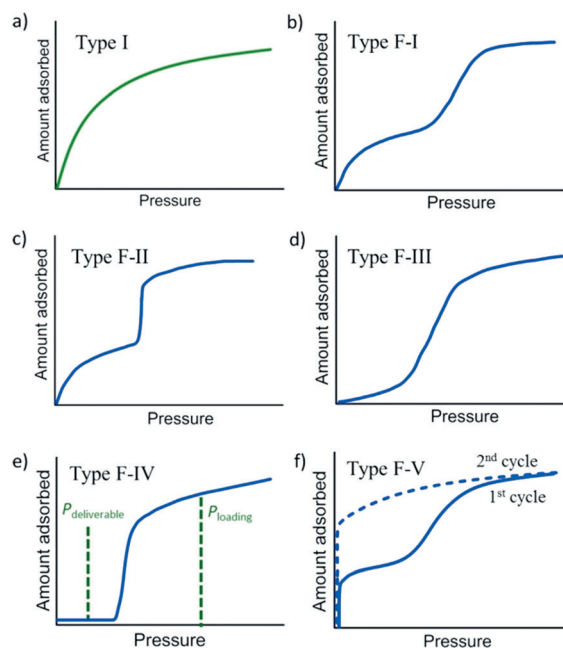 a)
Type I
Amount adsorbed
Pressure
b)
Type F-I
Amount adsorbed
Pressure
c)
Type F-II
Amount adsorbed
Pressure
d)
Type F-III
Amount adsorbed
Pressure
e)
Type F-IV
Pdeliverable
Ploading
Amount adsorbed
Pressure
f)
Type F-V
2nd cycle
1st cycle
Amount adsorbed
Pressure